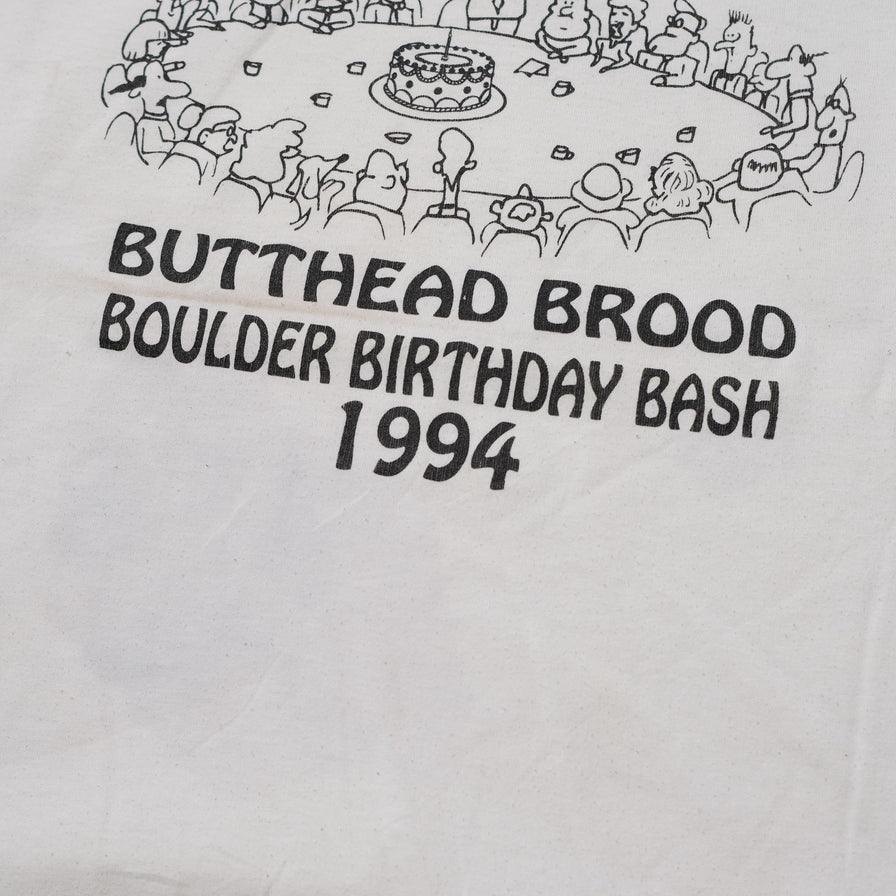 BUTTHEAD BROOD
BOULDER BIRTHDAY BASH
1994